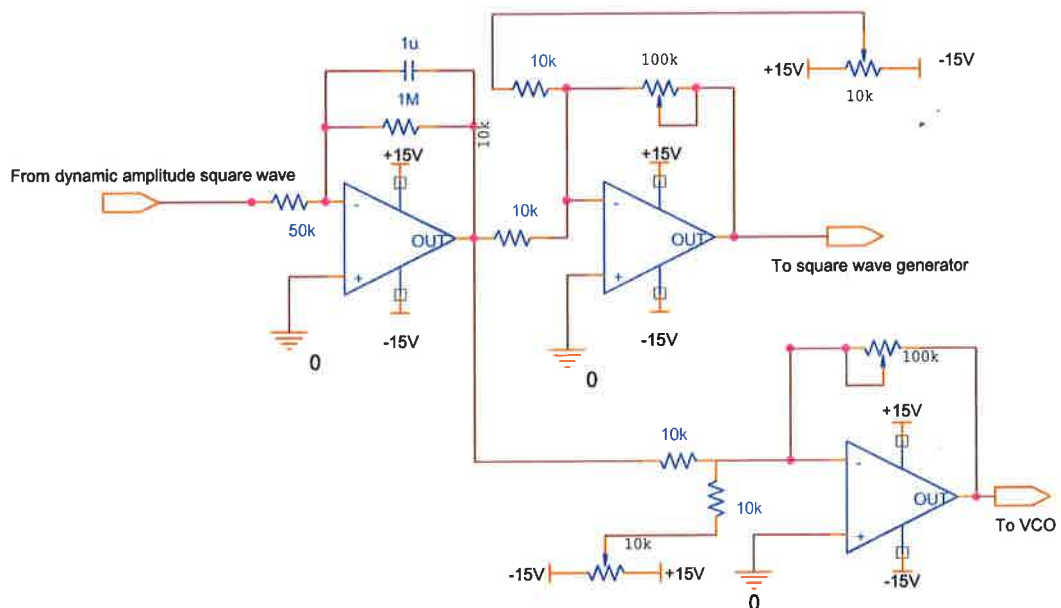 1u
1M
10k
100k
+15V
-15V
10k
10k
From dynamic amplitude square wave
50k
+15V
-
OUT
+
-15V
0
10k
+15V
-
OUT
+
-15V
0
To square wave generator
100k
+15V
10k
-
OUT
+
-15V
0
To VCO
10k
10k
-15V
+15V